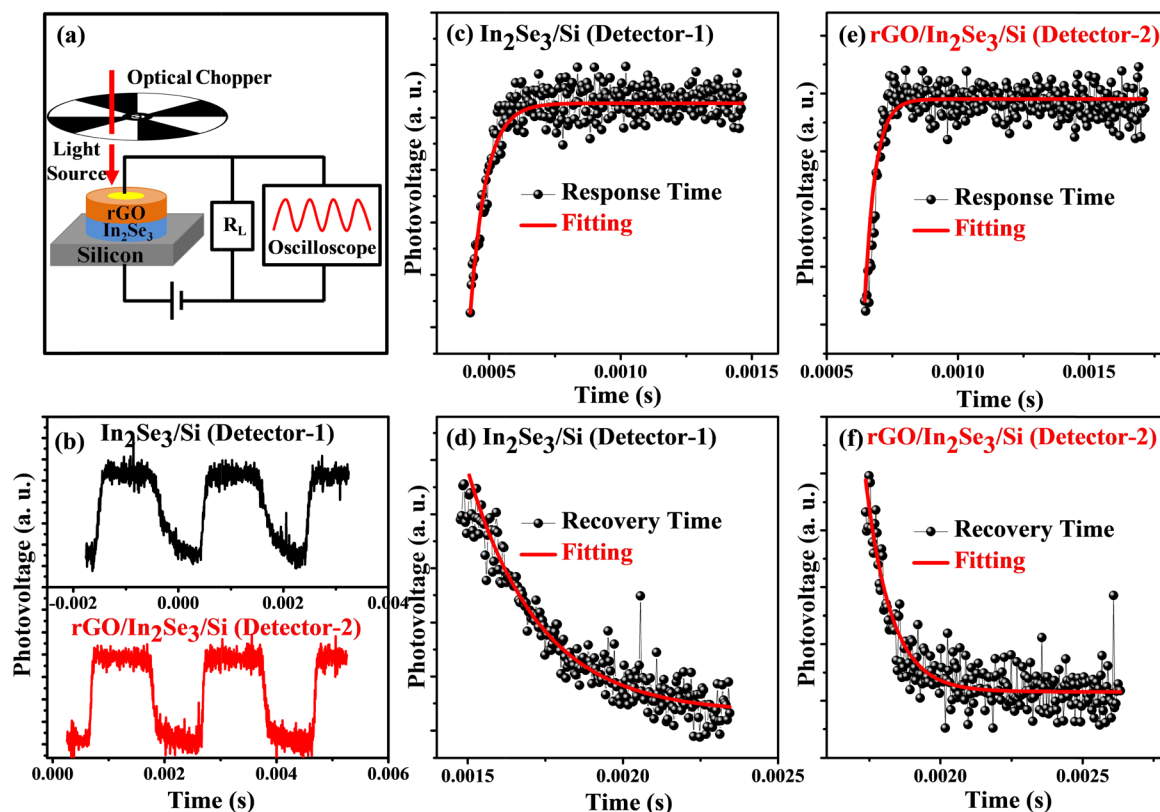 (a)
Optical Chopper
Light
Source
rGO
In₂Se₃
Silicon
R_L
Oscilloscope
(b)
In₂Se₃/Si (Detector-1)
Photovoltage (a. u.)
-0.002 0.000 0.002 0.004
rGO/In₂Se₃/Si (Detector-2)
0.000 0.002 0.004 0.006
Time (s)
(c) In₂Se₃/Si (Detector-1)
Photovoltage (a. u.)
Response Time
Fitting
0.0005 0.0010 0.0015
Time (s)
(d) In₂Se₃/Si (Detector-1)
Photovoltage (a. u.)
Recovery Time
Fitting
0.0015 0.0020 0.0025
Time (s)
(e) rGO/In₂Se₃/Si (Detector-2)
Photovoltage (a. u.)
Response Time
Fitting
0.0005 0.0010 0.0015
Time (s)
(f) rGO/In₂Se₃/Si (Detector-2)
Photovoltage (a. u.)
Recovery Time
Fitting
0.0020 0.0025
Time (s)